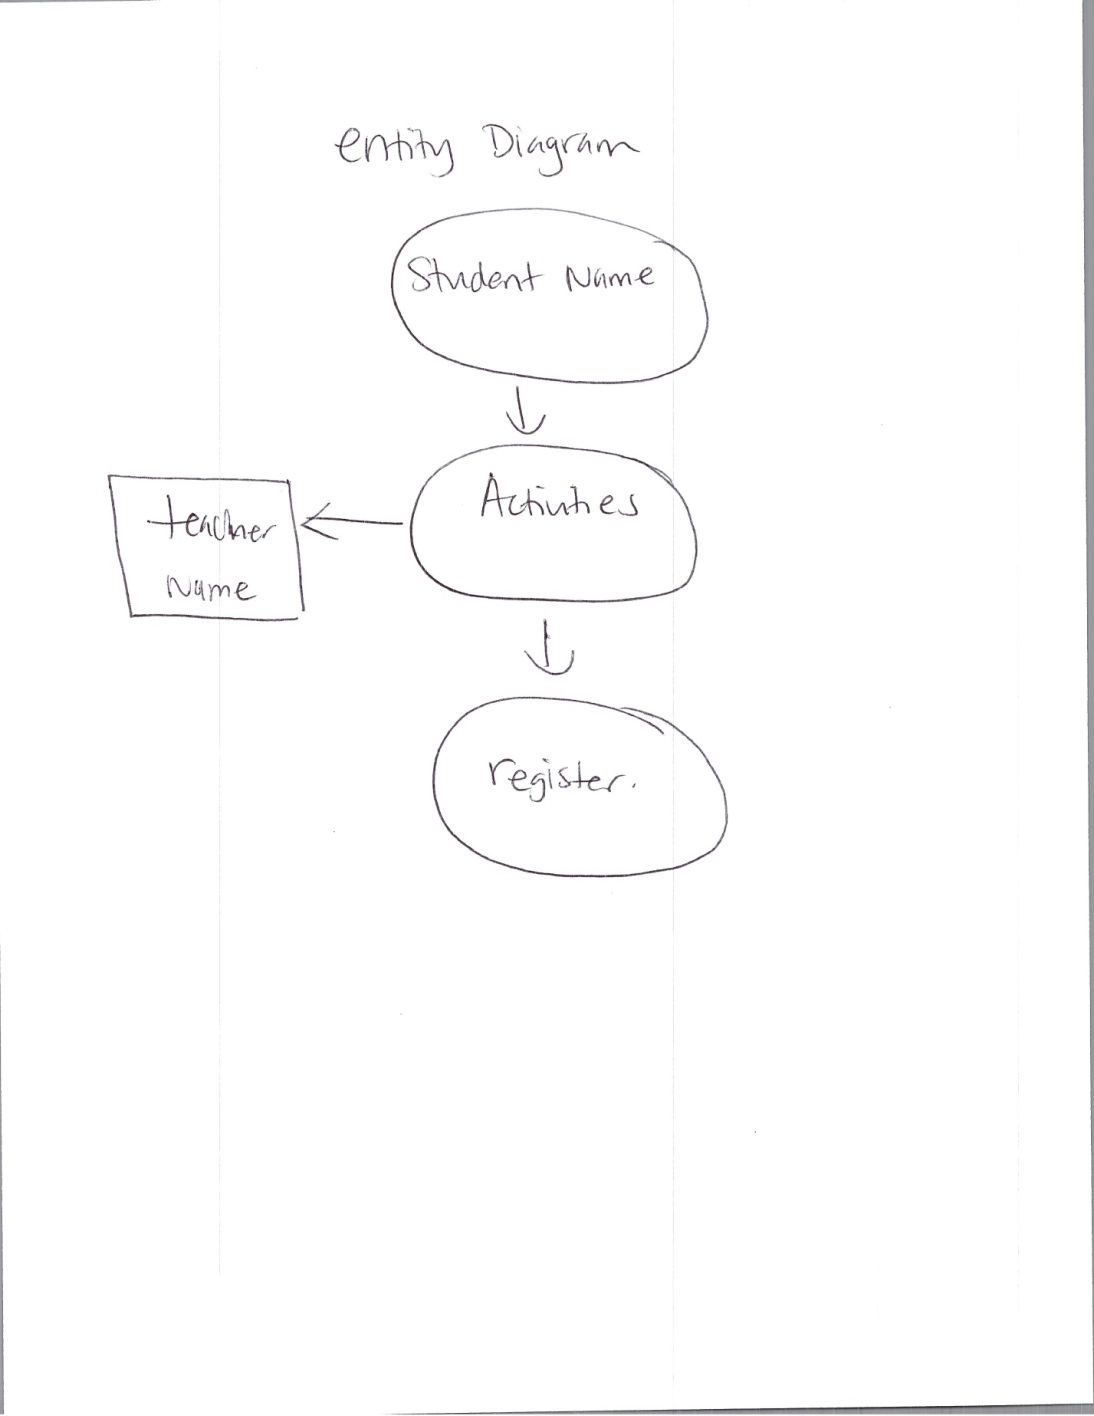 entity Diagram
Student Name
Activities
teacher
Name
register.